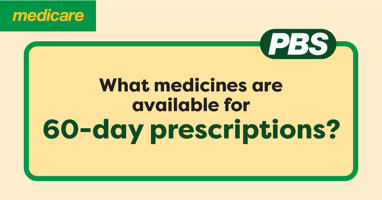 medicare
PBS
What medicines are
available for
60-day prescriptions?